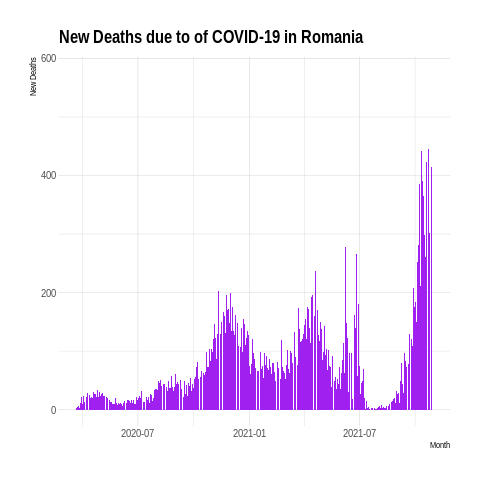 New Deaths due to of COVID-19 in Romania
New Deaths
600
400
200
0
2020-07
2021-01
2021-07
Month